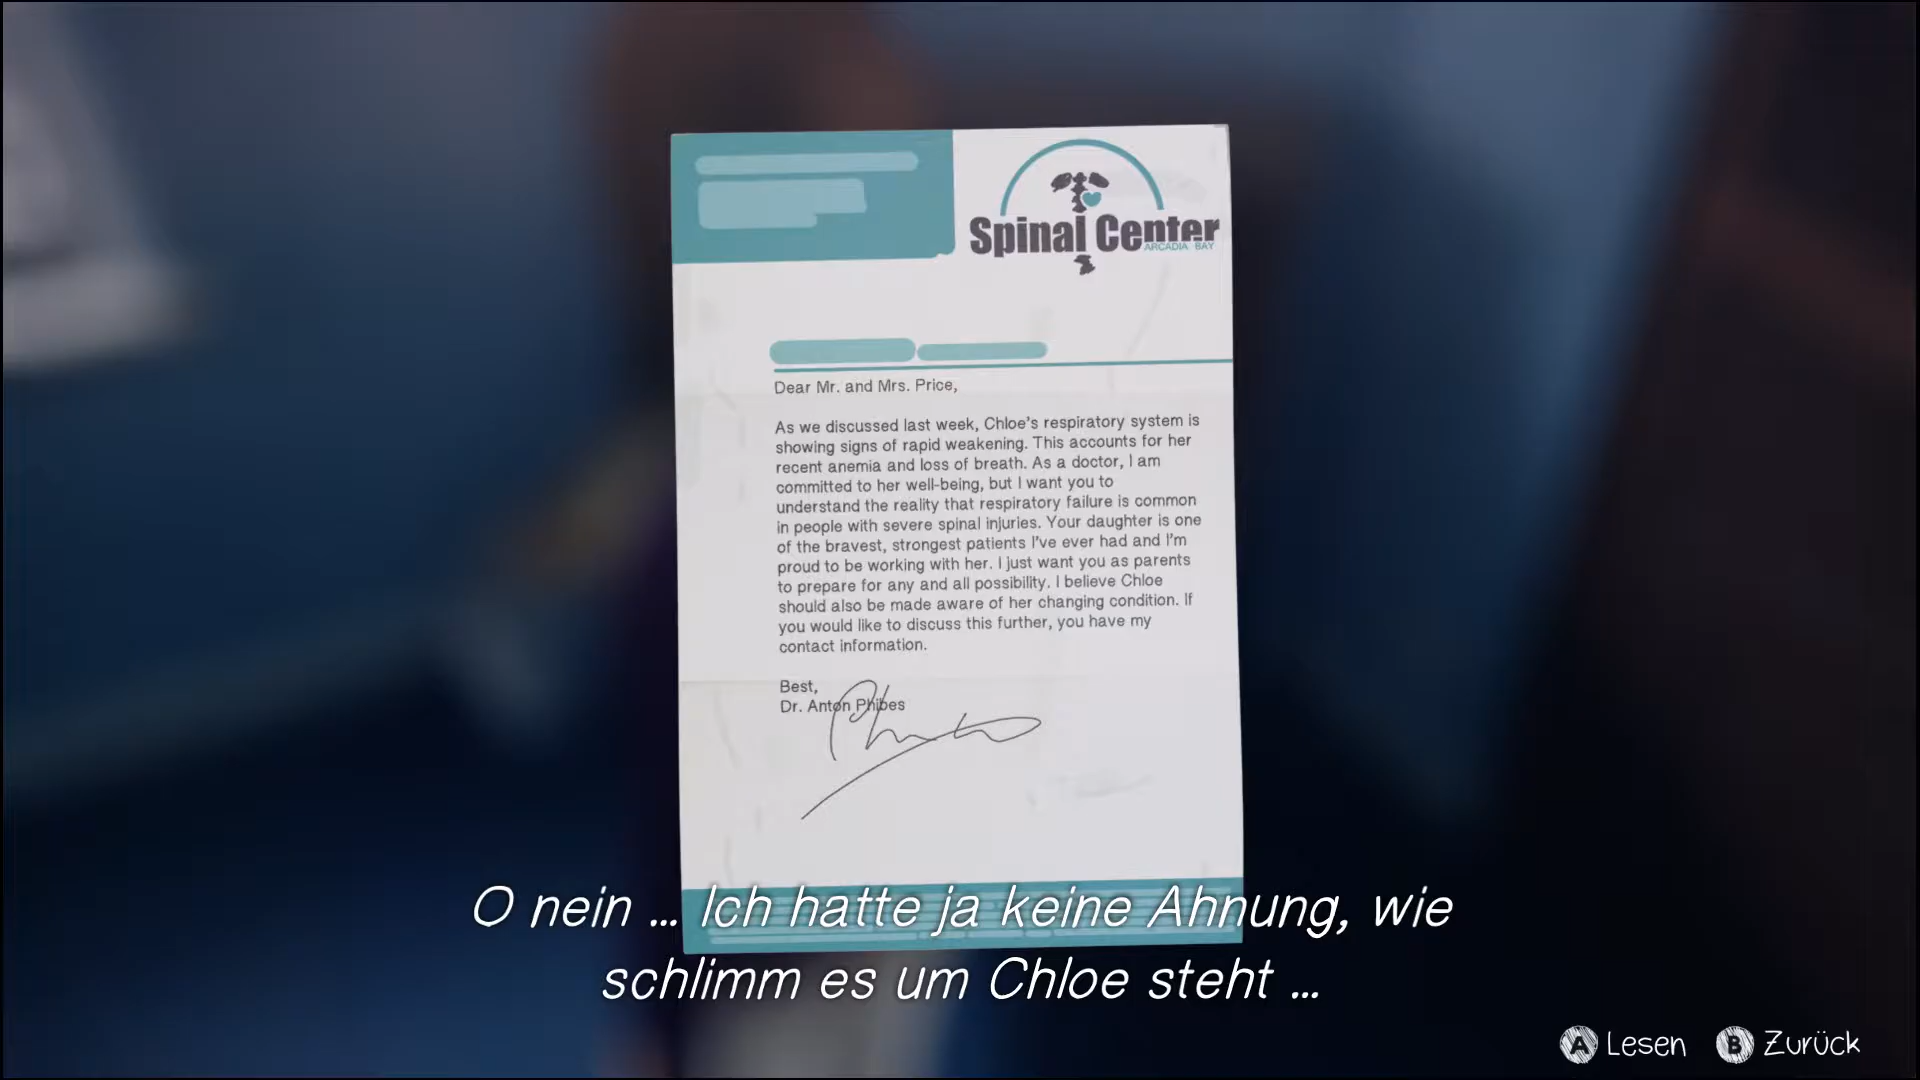 Spinal Center
ARCADIA BAY
Dear Mr. and Mrs. Price,
As we discussed last week, Chloe's respiratory system is
showing signs of rapid weakening. This accounts for her
recent anemia and loss of breath. As a doctor, I am
committed to her well-being, but I want you to
understand the reality that respiratory failure is common
in people with severe spinal injuries. Your daughter is one
of the bravest, strongest patients I've ever had and I'm
proud to be working with her. I just want you as parents
to prepare for any and all possibility. I believe Chloe
should also be made aware of her changing condition. If
you would like to discuss this further, you have my
contact information.
Best,
Dr. Anton Phibes
O nein ... Ich hatte ja keine Ahnung, wie
schlimm es um Chloe steht ...
A Lesen B Zurück